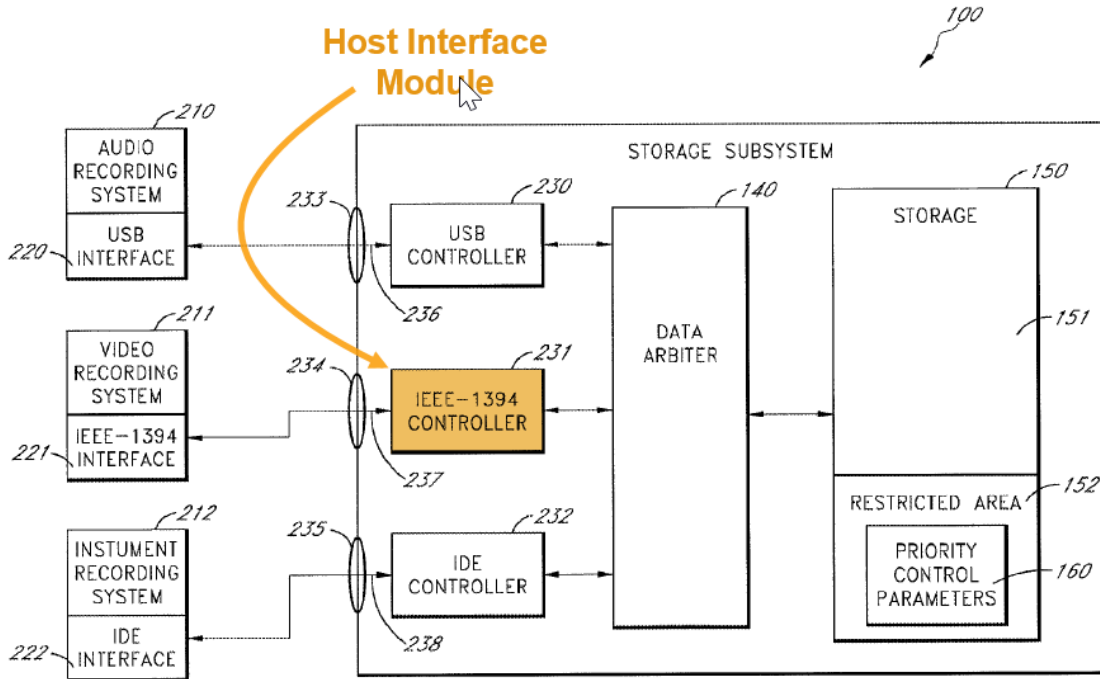 100
Host Interface
Module
210
AUDIO
RECORDING
SYSTEM
USB
INTERFACE
220
STORAGE SUBSYSTEM
233
230
USB
CONTROLLER
236
140
DATA
ARBITER
150
STORAGE
151
211
VIDEO
RECORDING
SYSTEM
IEEE-1394
INTERFACE
221
234
231
IEEE-1394
CONTROLLER
237
RESTRICTED AREA
152
PRIORITY
CONTROL
PARAMETERS
160
212
INSTUMENT
RECORDING
SYSTEM
IDE
INTERFACE
222
235
232
IDE
CONTROLLER
238